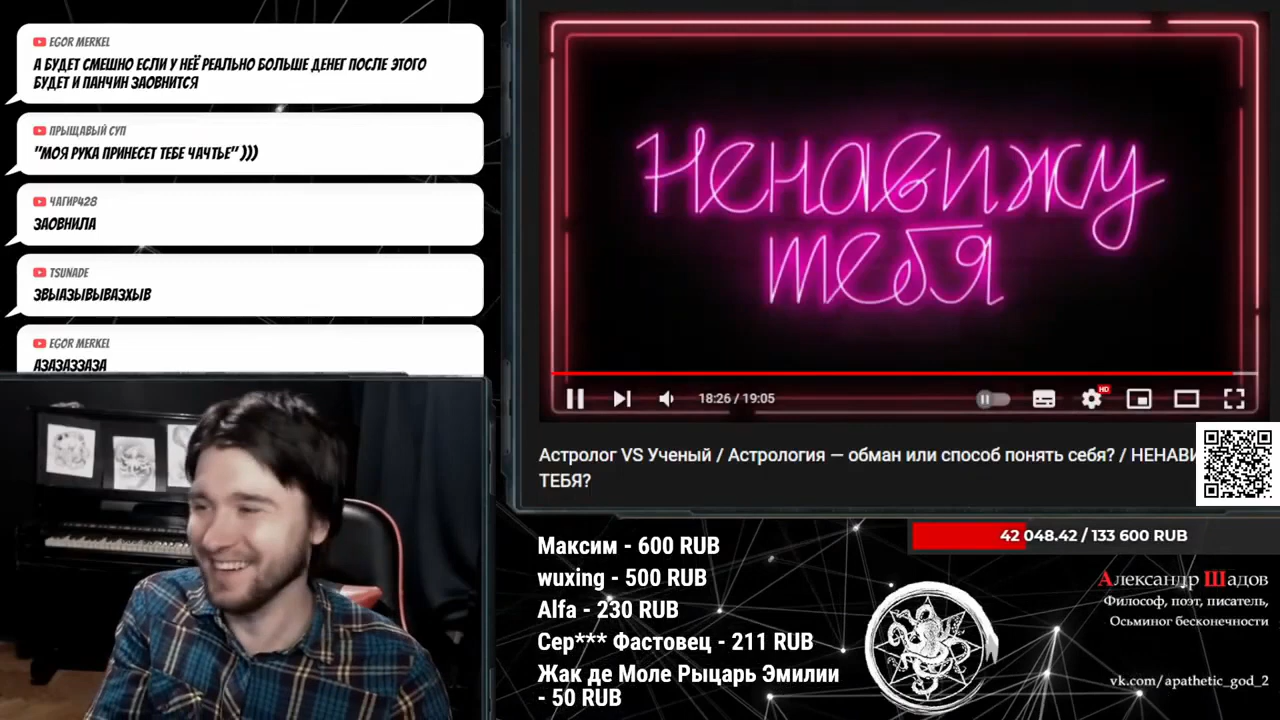 EGOR MERKEL
А БУДЕТ СМЕШНО ЕСЛИ У НЕЁ РЕАЛЬНО БОЛЬШЕ ДЕНЕГ ПОСЛЕ ЭТОГО
БУДЕТ И ПАНЧИН ЗАОВНИТСЯ
ПРЫЩАВЫЙ СУП
"МОЯ РУКА ПРИНЕСЕТ ТЕБЕ ЧАЧТЬЕ" )))
ЧАГИР428
ЗАОВНИЛА
TSUNADE
ЗВЫАЗЫВЫВАЗХЫВ
EGOR MERKEL
АЗАЗАЗЗАЗА
Ненавижу
тебя
18:26 / 19:05
HD
Астролог VS Ученый / Астрология — обман или способ понять себя? / НЕНАВИ
ТЕБЯ?
42 048.42 / 133 600 RUB
Максим - 600 RUB
wuxing - 500 RUB
Alfa - 230 RUB
Сер*** Фастовец - 211 RUB
Жак де Моле Рыцарь Эмилии
- 50 RUB
Александр Шадов
Философ, поэт, писатель,
Осьминог бесконечности
vk.com/apathetic_god_2